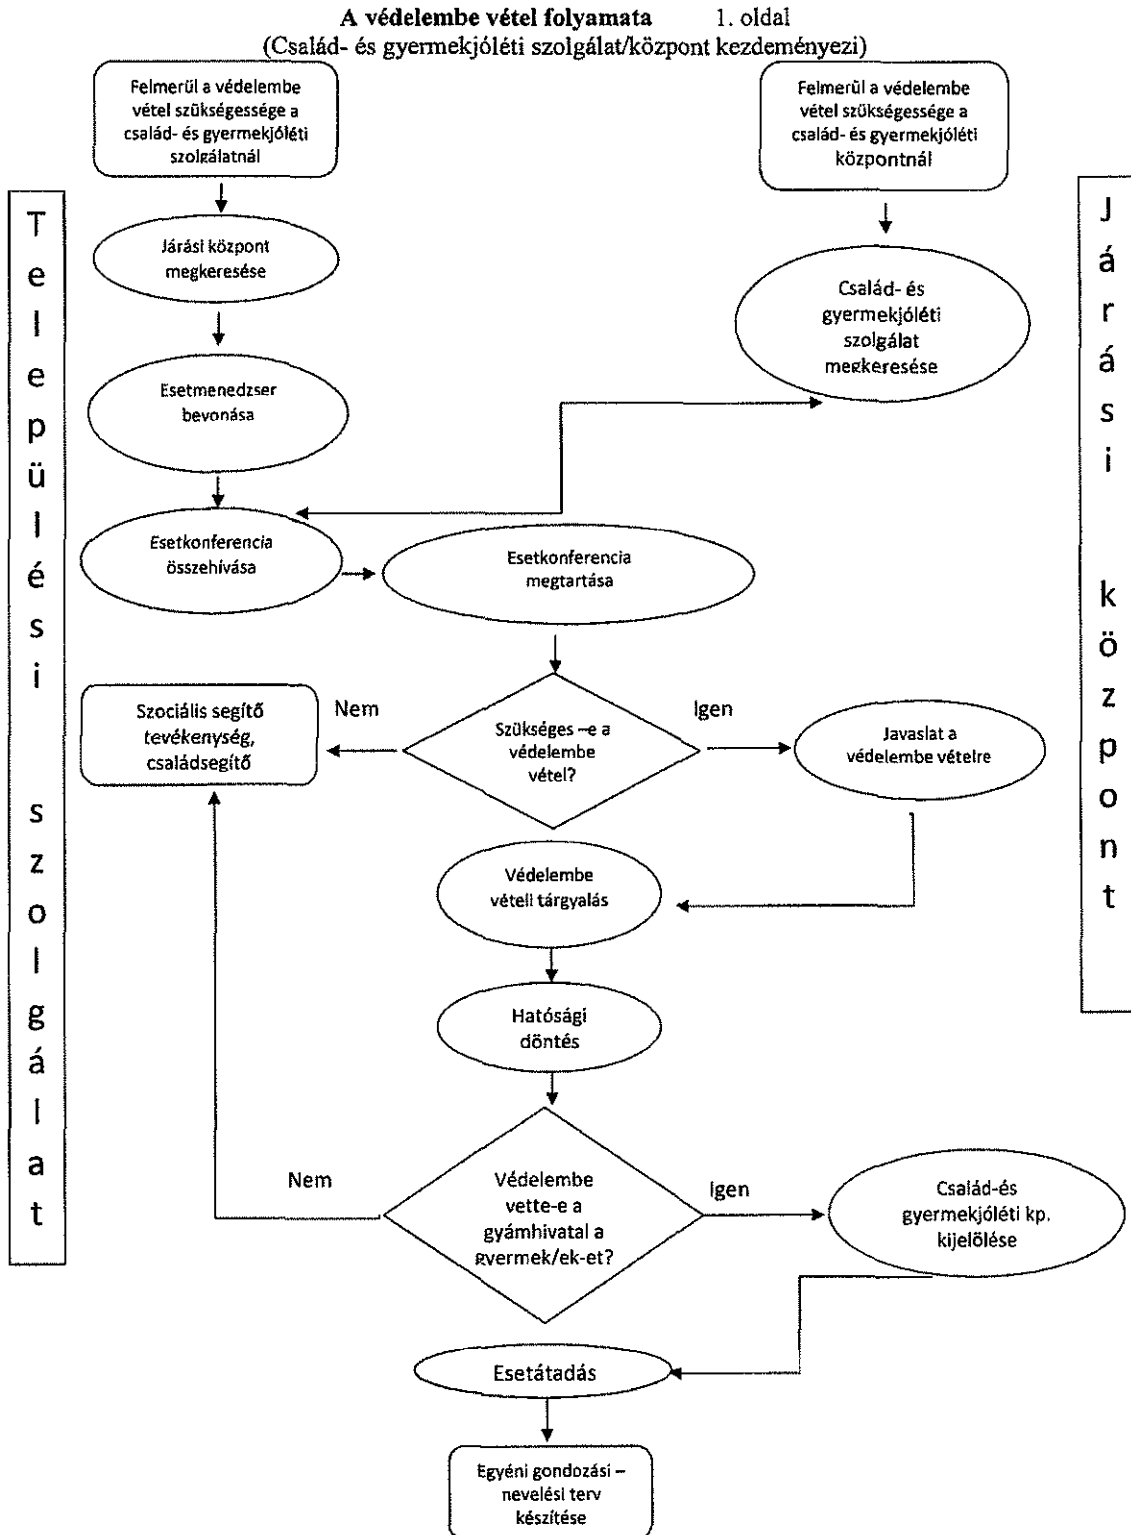 A védelembe vétel folyamata 1. oldal
(Család- és gyermekjóléti szolgálat/központ kezdeményezi)
Felmerül a védelembe
vétel szükségessége a
család- és gyermekjóléti
szolgálatnál
Felmerül a védelembe
vétel szükségessége a
család- és gyermekjóléti
központnál
Települési szolgálat
Járási központ
Járási központ
megkeresése
Család- és
gyermekjóléti
szolgálat
megkeresése
Esetmenedzser
bevonása
Esetkonferencia
összehívása
Esetkonferencia
megtartása
Szociális segítő
tevékenység,
családsegítő
Nem
Szükséges –e a
védelembe
vétel?
Igen
Javaslat a
védelembe vételre
Védelembe
vételi tárgyalás
Hatósági
döntés
Nem
Védelembe
vette-e a
gyámhivatal a
gyermek/ek-et?
Igen
Család-és
gyermekjóléti kp.
kijelölése
Esetátadás
Egyéni gondozási –
nevelési terv
készítése